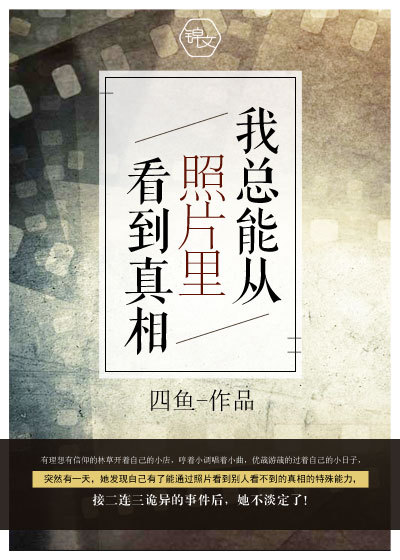 锦文
我总能从
照片里
看到真相
四鱼-作品
有理想有信仰的林草开着自己的小店，哼着小调唱着小曲，优哉游哉的过着自己的小日子，
突然有一天，她发现自己有了能通过照片看到别人看不到的真相的特殊能力，
接二连三诡异的事件后，她不淡定了!